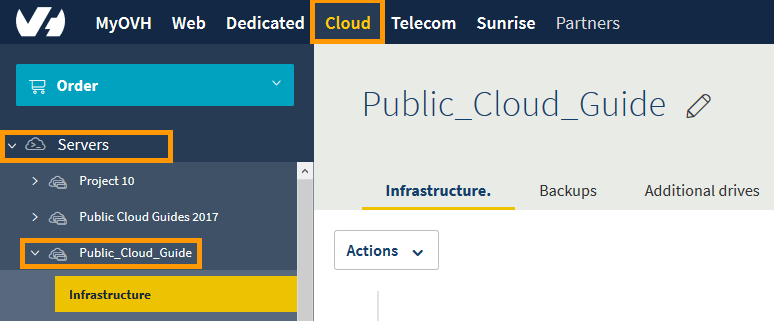 MyOVH Web Dedicated Cloud Telecom Sunrise Partners
Order
Servers
Project 10
Public Cloud Guides 2017
Public_Cloud_Guide
Infrastructure
Public_Cloud_Guide
Infrastructure. Backups Additional drives
Actions